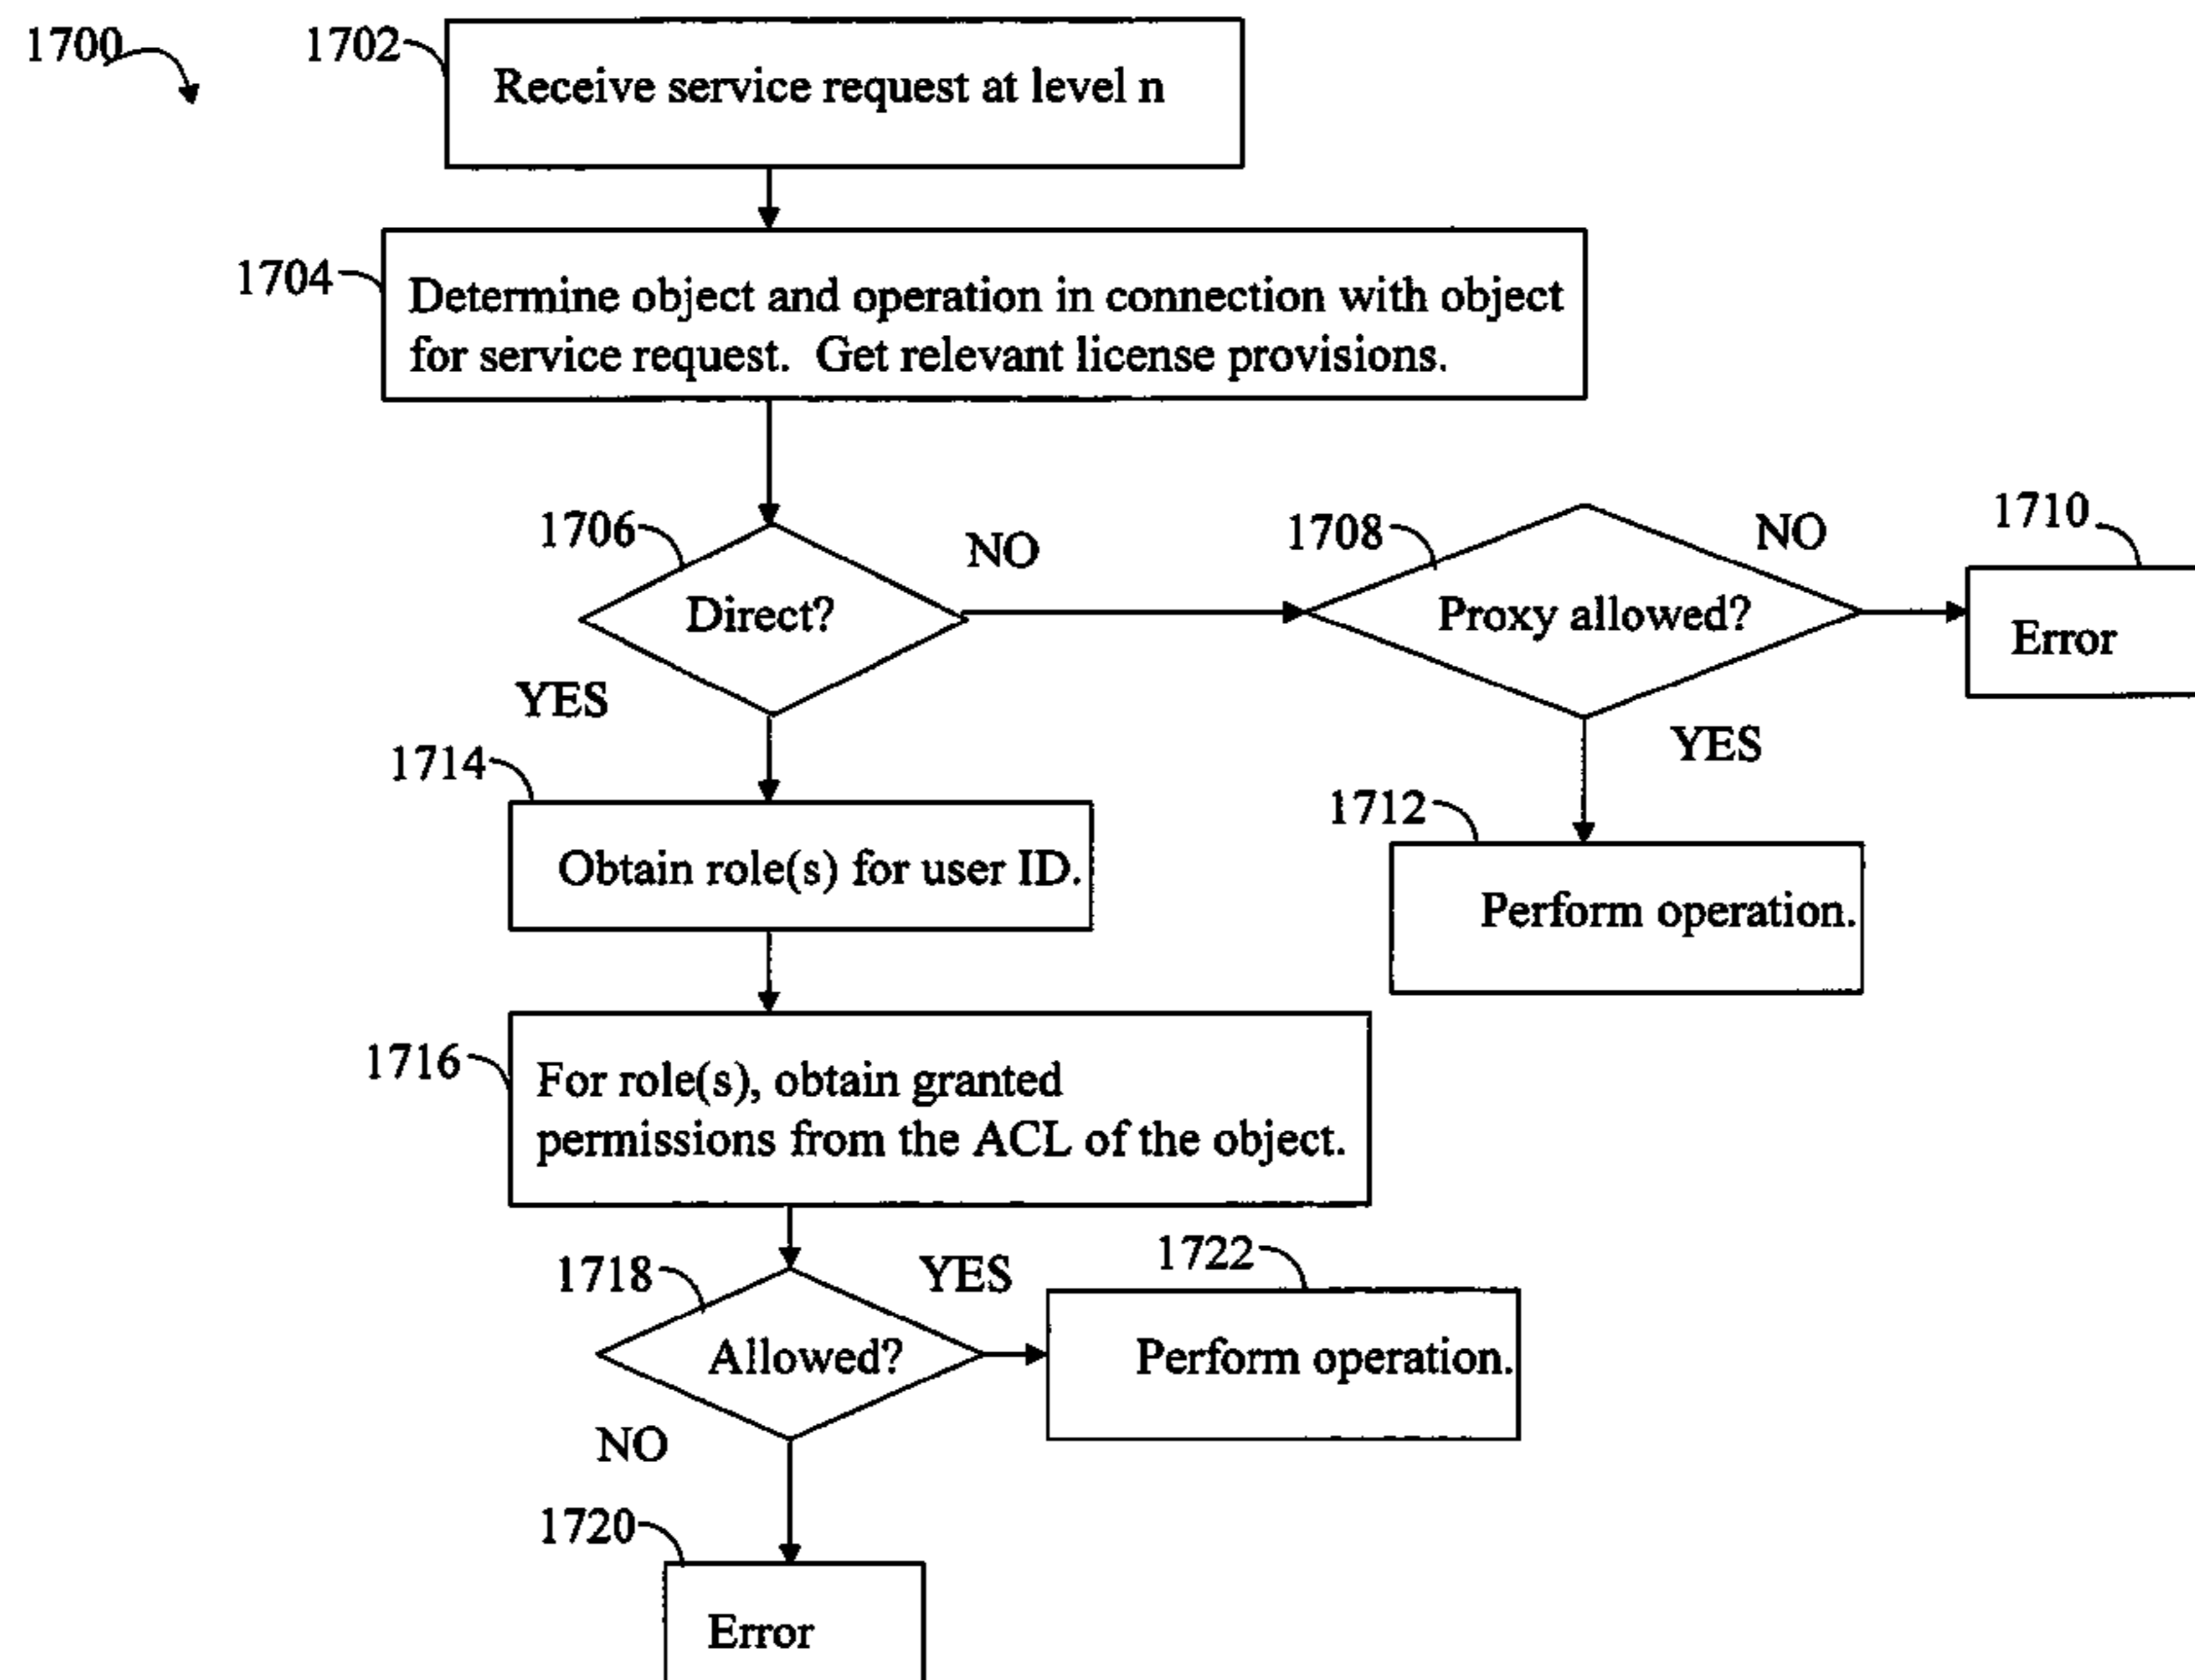 1700
1702
Receive service request at level n
1704
Determine object and operation in connection with object
for service request. Get relevant license provisions.
1706
Direct?
NO
1708
Proxy allowed?
NO
1710
Error
YES
YES
1714
Obtain role(s) for user ID.
1712
Perform operation.
1716
For role(s), obtain granted
permissions from the ACL of the object.
1718
Allowed?
YES
1722
Perform operation.
NO
1720
Error